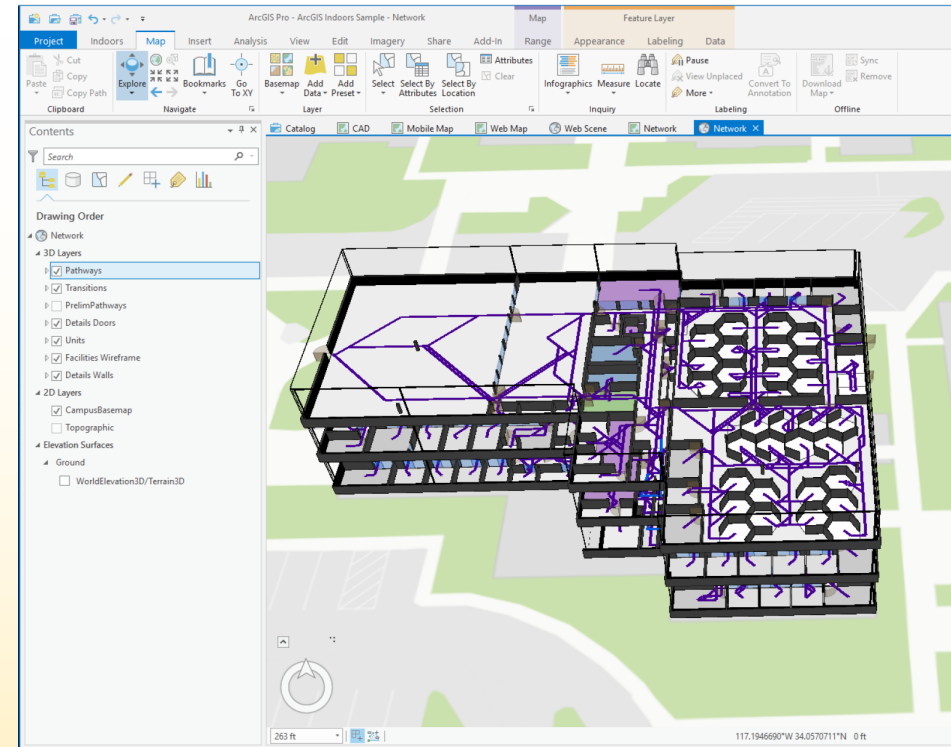 ArcGIS Pro - ArcGIS Indoors Sample - Network
Map
Feature Layer
Project Indoors Map Insert Analysis View Edit Imagery Share Add-In Range Appearance Labeling Data
Paste
Cut
Copy
Copy Path
Clipboard
Explore
Bookmarks
Go To XY
Navigate
Basemap
Add Data
Add Preset
Layer
Select
Select By Attributes
Select By Location
Attributes
Clear
Selection
Infographics
Measure
Locate
Inquiry
Pause
View Unplaced
More
Convert To Annotation
Labeling
Download Map
Sync
Remove
Offline
Contents
Search
Drawing Order
Network
3D Layers
Pathways
Transitions
PrelimPathways
Details Doors
Units
Facilities Wireframe
Details Walls
2D Layers
CampusBasemap
Topographic
Elevation Surfaces
Ground
WorldElevation3D/Terrain3D
Catalog CAD Mobile Map Web Map Web Scene Network Network
263 ft
117.1946690°W 34.0570711°N 0 ft